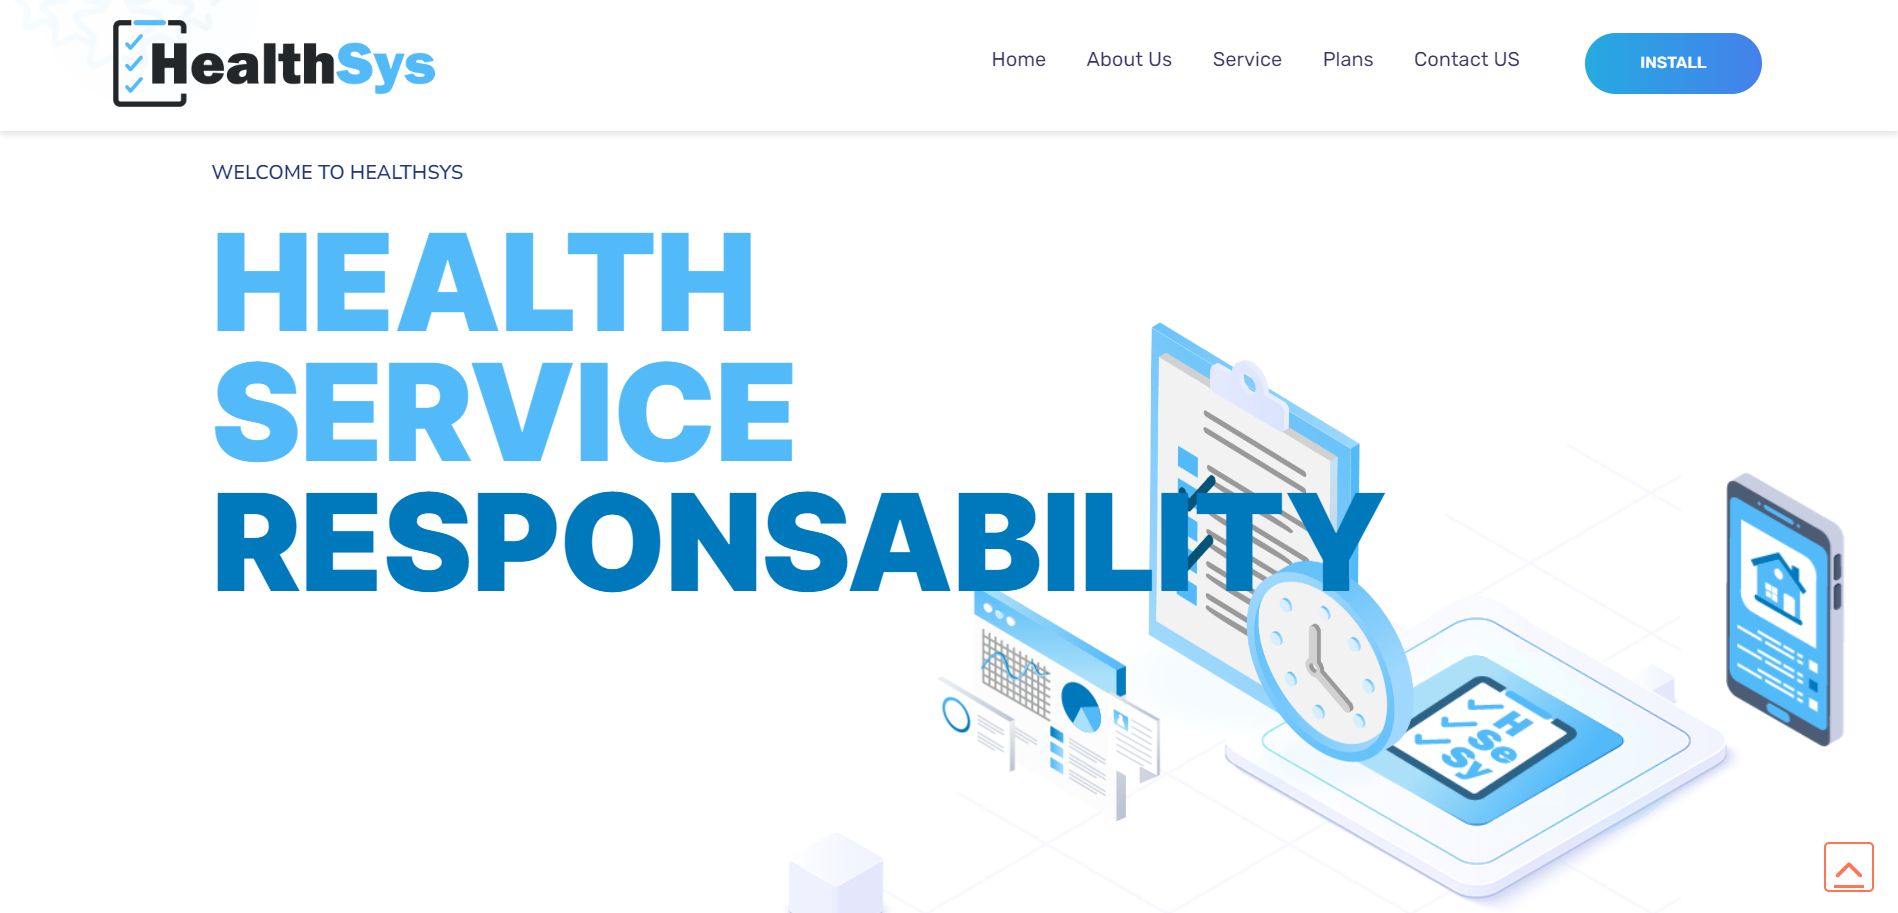 HealthSys
Home
About Us
Service
Plans
Contact US
INSTALL
WELCOME TO HEALTHSYS
HEALTH
SERVICE
RESPONSABILITY
H
Se
Sy